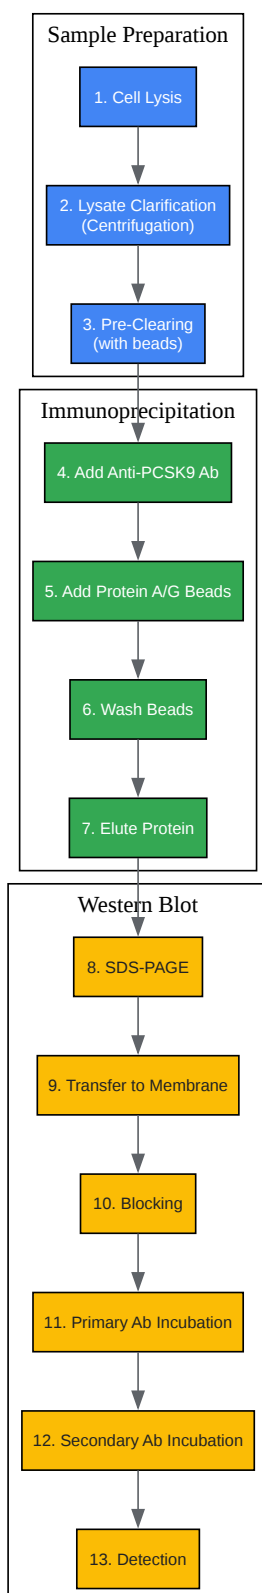 Sample Preparation
1. Cell Lysis
2. Lysate Clarification
(Centrifugation)
3. Pre-Clearing
(with beads)
Immunoprecipitation
4. Add Anti-PCSK9 Ab
5. Add Protein A/G Beads
6. Wash Beads
7. Elute Protein
Western Blot
8. SDS-PAGE
9. Transfer to Membrane
10. Blocking
11. Primary Ab Incubation
12. Secondary Ab Incubation
13. Detection